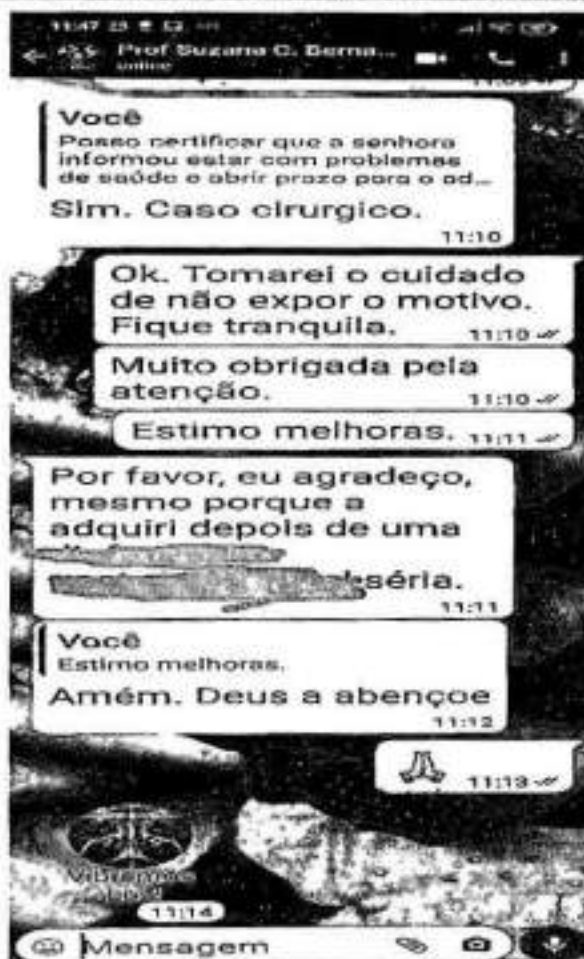 11:47 23
Prof Suzana C. Berna...
online
Você
Posso certificar que a senhora
informou estar com problemas
de saúde e abrir prazo para o ad...
Sim. Caso cirurgico.
11:10
Ok. Tomarei o cuidado
de não expor o motivo.
Fique tranquila.
11:10
Muito obrigada pela
atenção.
11:10
Estimo melhoras. 11:11
Por favor, eu agradeço,
mesmo porque a
adquiri depois de uma
séria.
11:11
Você
Estimo melhoras.
Amém. Deus a abençoe
11:12
11:13
11:14
Mensagem